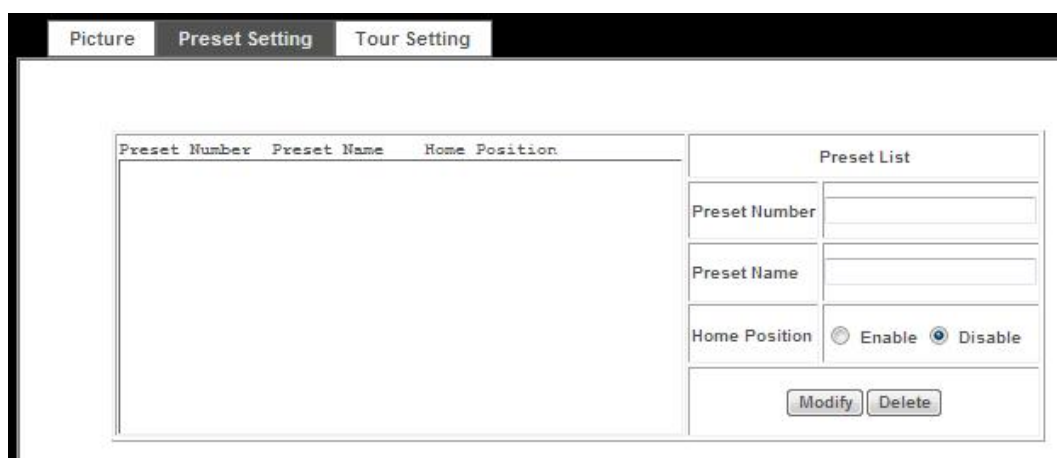 Picture Preset Setting Tour Setting
Preset Number Preset Name Home Position
Preset List
Preset Number
Preset Name
Home Position Enable Disable
Modify Delete